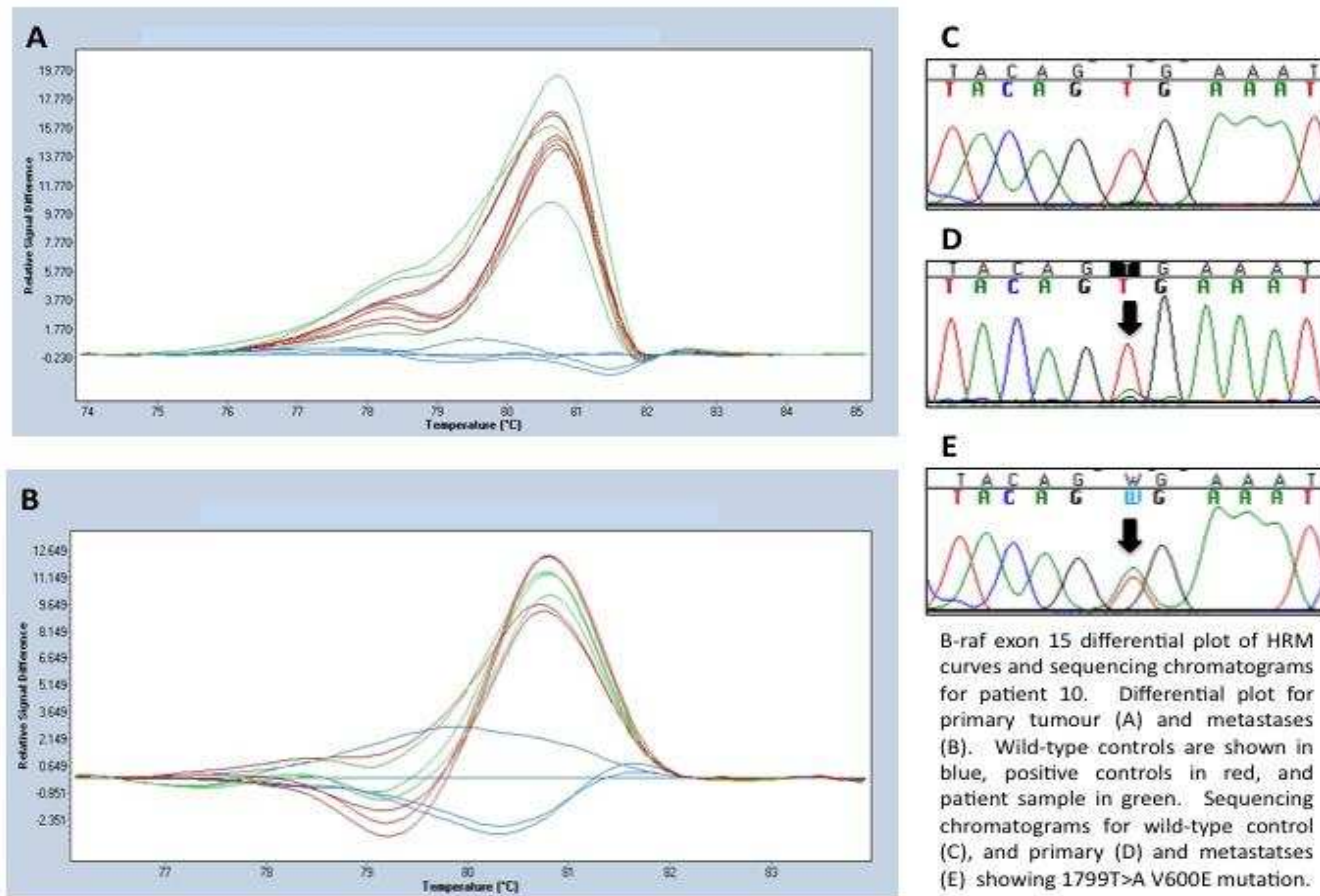 A
19.770
17.770
15.770
13.770
11.770
9.770
7.770
5.770
3.770
1.770
-0.230
Relative Signal Difference
74 75 76 77 78 79 80 81 82 83 84 85
Temperature (°C)
B
12.649
11.149
9.649
8.149
6.649
5.149
3.649
2.149
0.649
-0.951
-2.351
Relative Signal Difference
77 78 79 80 81 82 83
Temperature (°C)
C
T A C A G T G A A A T
T A C A G T G A A A T
D
T A C A G T G A A A T
T A C A G T G A A A T
E
T A C A G W G A A A T
T A C A G W G A A A T
B-raf exon 15 differential plot of HRM
curves and sequencing chromatograms
for patient 10. Differential plot for
primary tumour (A) and metastases
(B). Wild-type controls are shown in
blue, positive controls in red, and
patient sample in green. Sequencing
chromatograms for wild-type control
(C), and primary (D) and metastatses
(E) showing 1799T>A V600E mutation.